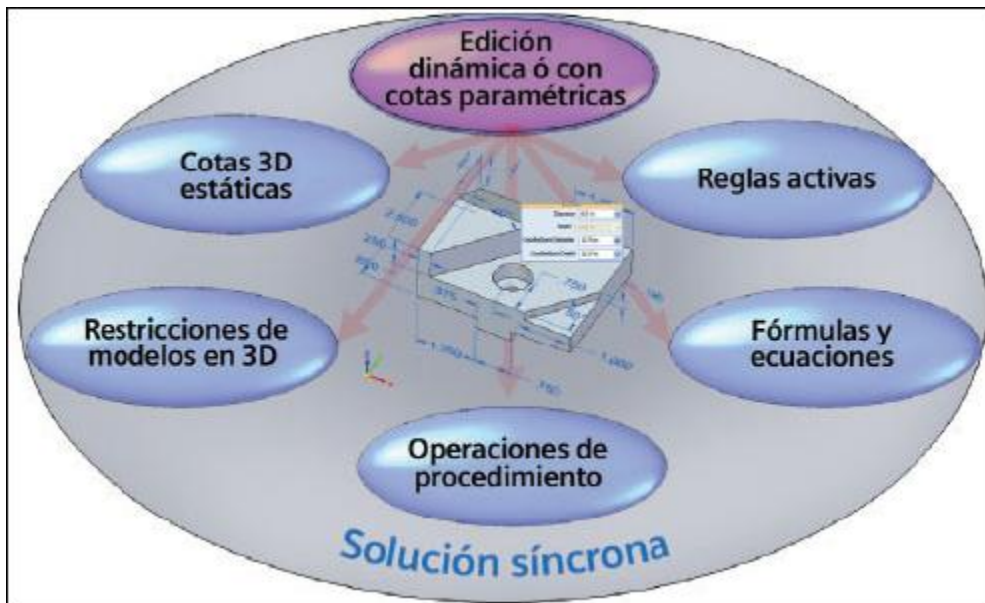 Edición
dinámica ó con
cotas paramétricas
Cotas 3D
estáticas
Reglas activas
Restricciones de
modelos en 3D
Fórmulas y
ecuaciones
Operaciones de
procedimiento
Solución síncrona